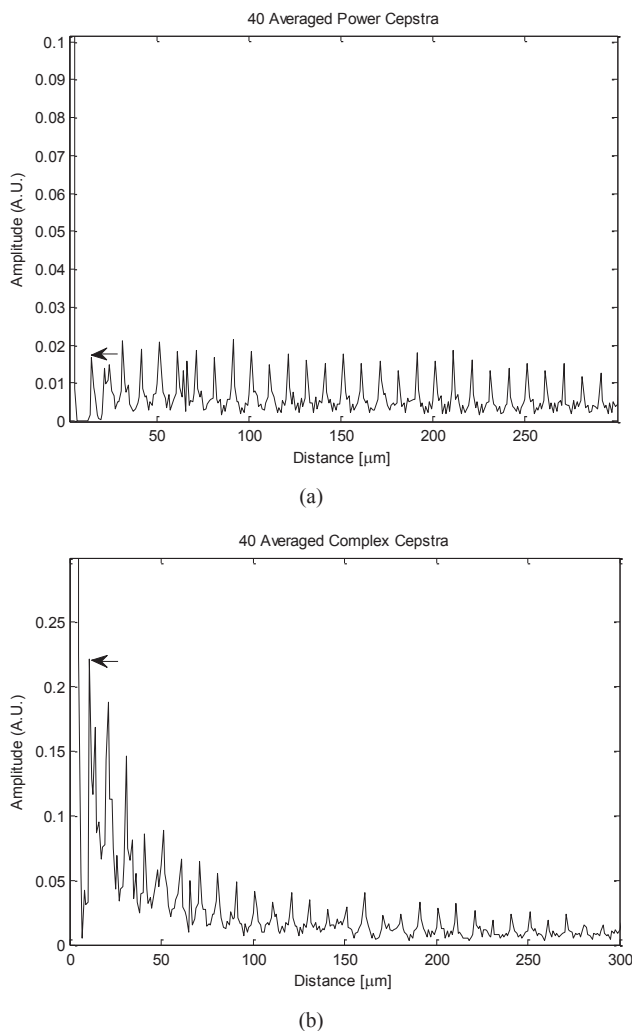 40 Averaged Power Cepstra
0.1
0.09
0.08
0.07
0.06
0.05
0.04
0.03
0.02
0.01
0
50 100 150 200 250
Amplitude (A.U.)
Distance [μm]
(a)
40 Averaged Complex Cepstra
0.25
0.2
0.15
0.1
0.05
0
0 50 100 150 200 250 300
Amplitude (A.U.)
Distance [μm]
(b)